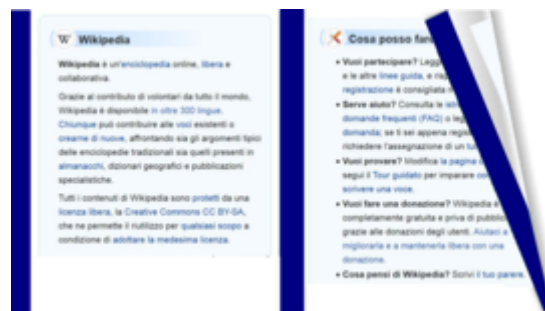 W Wikipedia
Wikipedia è un'enciclopedia online, libera e
collaborativa.
Grazie al contributo di volontari da tutto il mondo,
Wikipedia è disponibile in oltre 300 lingue.
Chiunque può contribuire alle voci esistenti o
crearne di nuove, affrontando sia gli argomenti tipici
delle enciclopedie tradizionali sia quelli presenti in
almanacchi, dizionari geografici e pubblicazioni
specialistiche.
Tutti i contenuti di Wikipedia sono protetti da una
licenza libera, la Creative Commons CC BY-SA,
che ne permette il riutilizzo per qualsiasi scopo a
condizione di adottare la medesima licenza.
Cosa posso
• Vuoi partecipare?
e le altre linee guida, e
registrazione è consigliata
• Serve aiuto? Consulta le
domande frequenti (FAQ) o
domanda; se ti sei appena
richiedere l'assegnazione di un
• Vuoi provare? Modifica la pagina
segui il Tour guidato per imparare
scrivere una voce.
• Vuoi fare una donazione? Wikipedia è
completamente gratuita e priva di
grazie alle donazioni degli utenti. Aiutaci a
migliorarla e a mantenerla libera con una
donazione.
• Cosa pensi di Wikipedia? Scrivi il tuo parere.